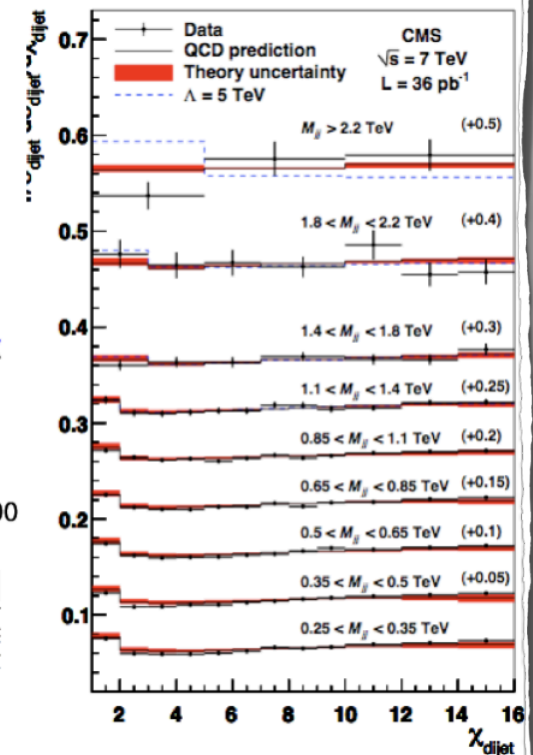 0.7
0.6
0.5
0.4
0.3
0.2
0.1
Data
QCD prediction
Theory uncertainty
Λ = 5 TeV
CMS
√s = 7 TeV
L = 36 pb⁻¹
M_jj > 2.2 TeV (+0.5)
1.8 < M_jj < 2.2 TeV (+0.4)
1.4 < M_jj < 1.8 TeV (+0.3)
1.1 < M_jj < 1.4 TeV (+0.25)
0.85 < M_jj < 1.1 TeV (+0.2)
0.65 < M_jj < 0.85 TeV (+0.15)
0.5 < M_jj < 0.65 TeV (+0.1)
0.35 < M_jj < 0.5 TeV (+0.05)
0.25 < M_jj < 0.35 TeV
2 4 6 8 10 12 14 16
χ_dijet